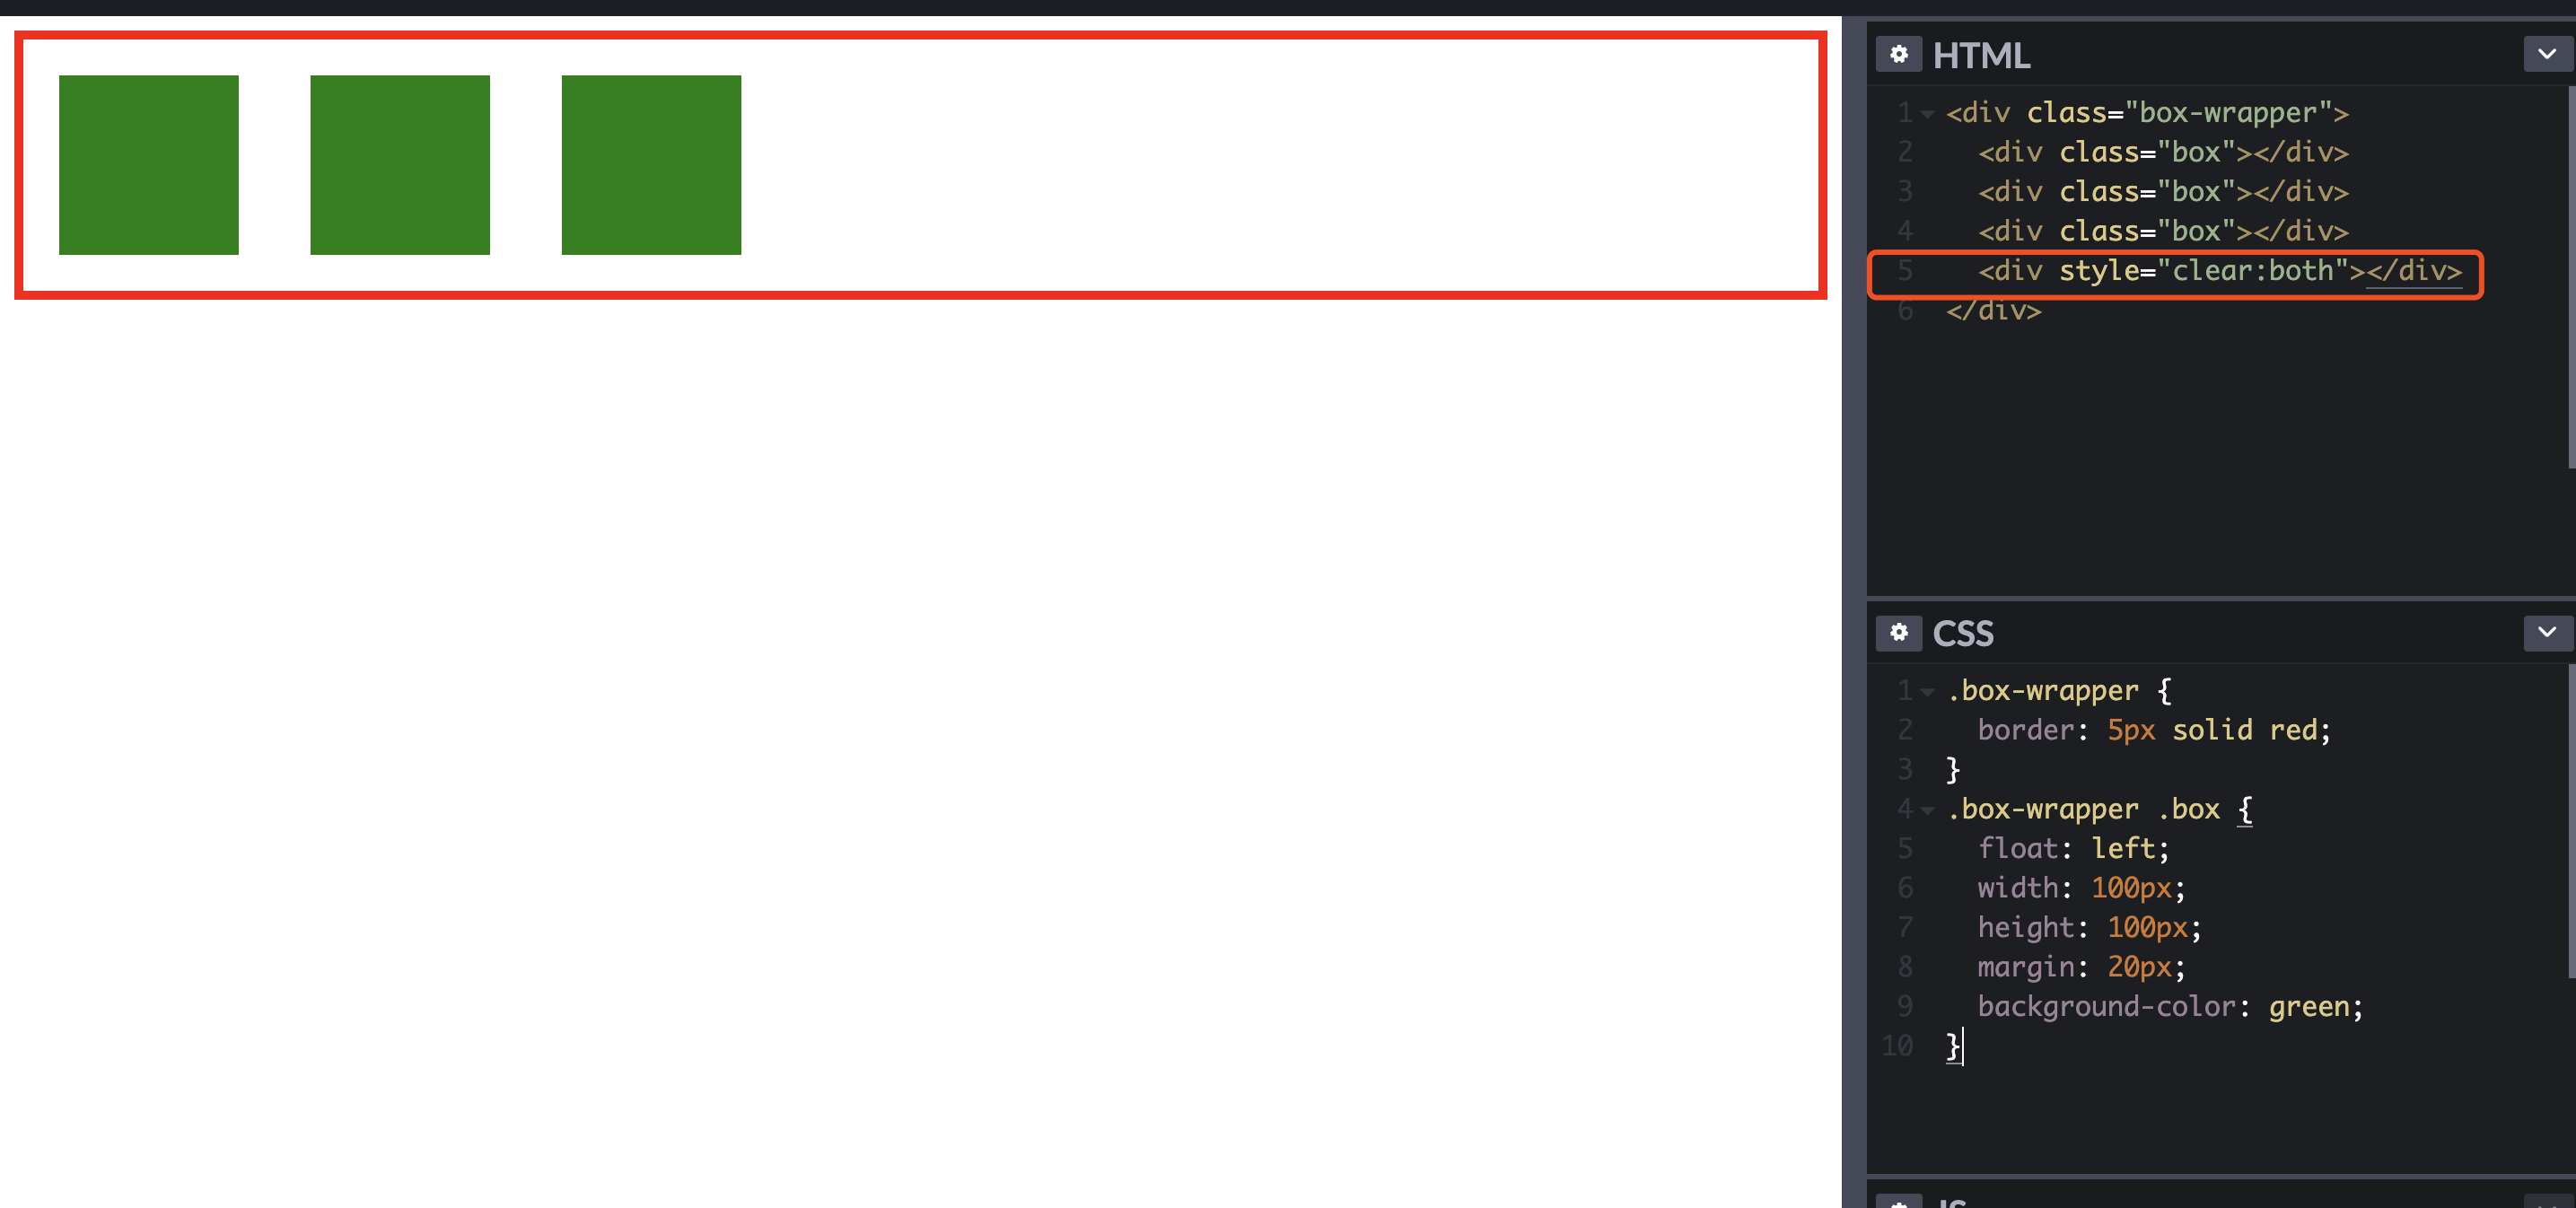 HTML
1 <div class="box-wrapper">
2 <div class="box"></div>
3 <div class="box"></div>
4 <div class="box"></div>
5 <div style="clear:both"></div>
6 </div>
CSS
1 .box-wrapper {
2 border: 5px solid red;
3 }
4 .box-wrapper .box {
5 float: left;
6 width: 100px;
7 height: 100px;
8 margin: 20px;
9 background-color: green;
10 }
JS